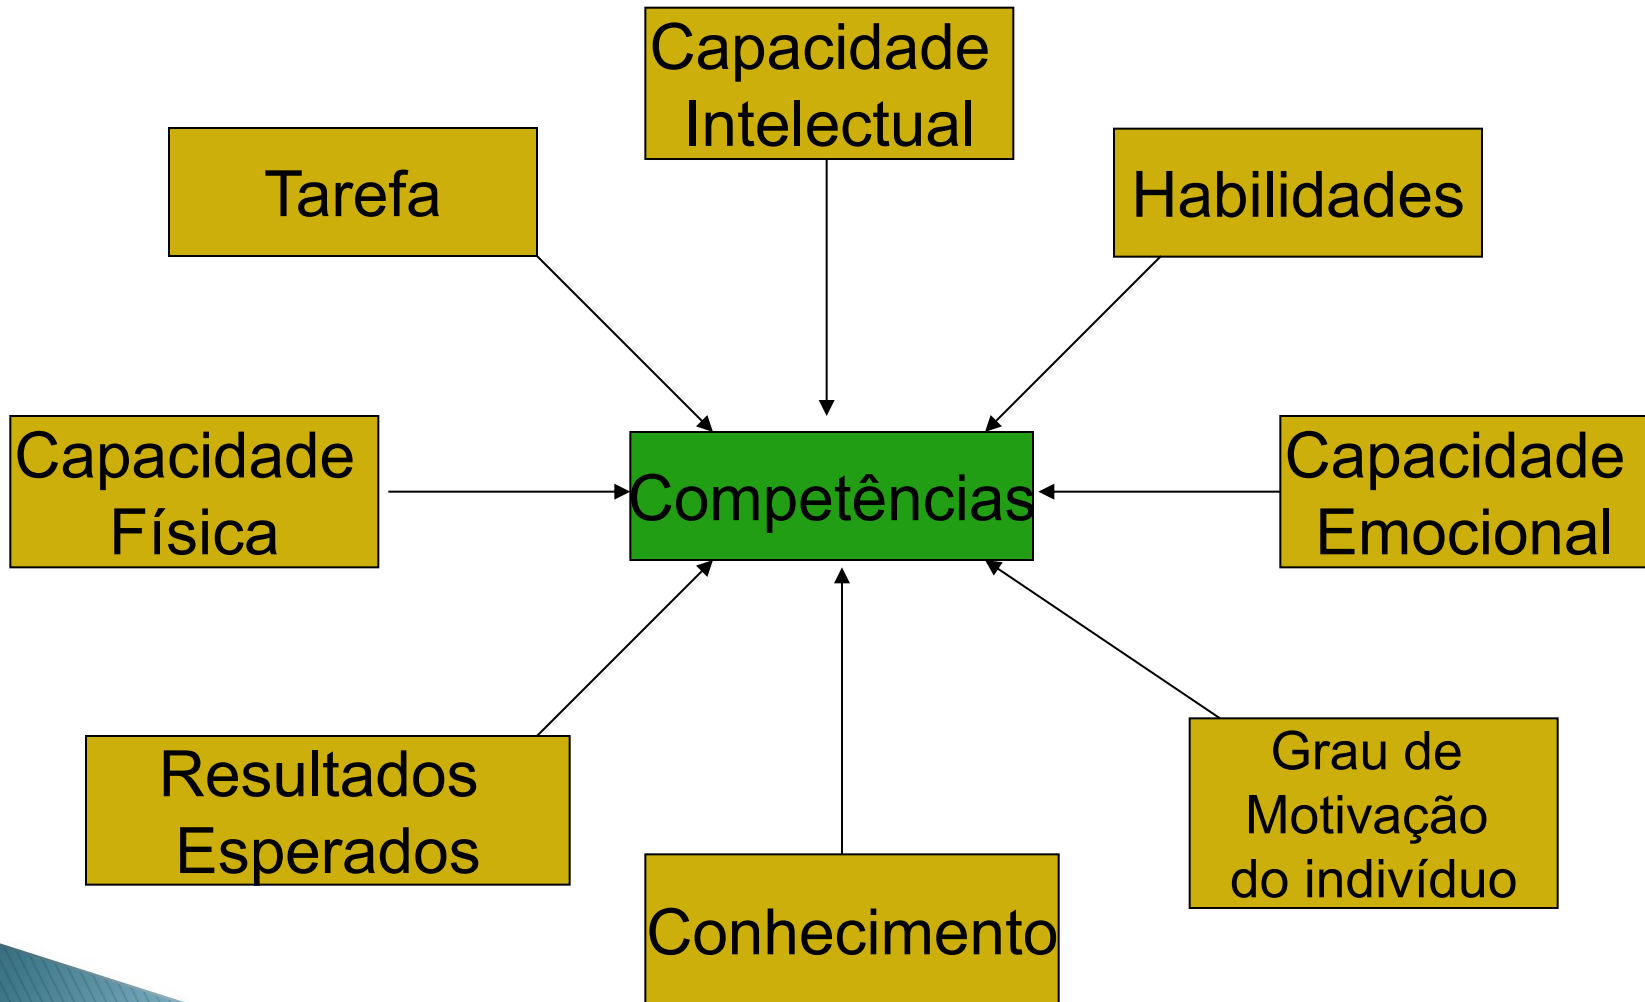 Capacidade
Intelectual
Tarefa
Habilidades
Capacidade
Física
Competências
Capacidade
Emocional
Resultados
Esperados
Grau de
Motivação
do indivíduo
Conhecimento